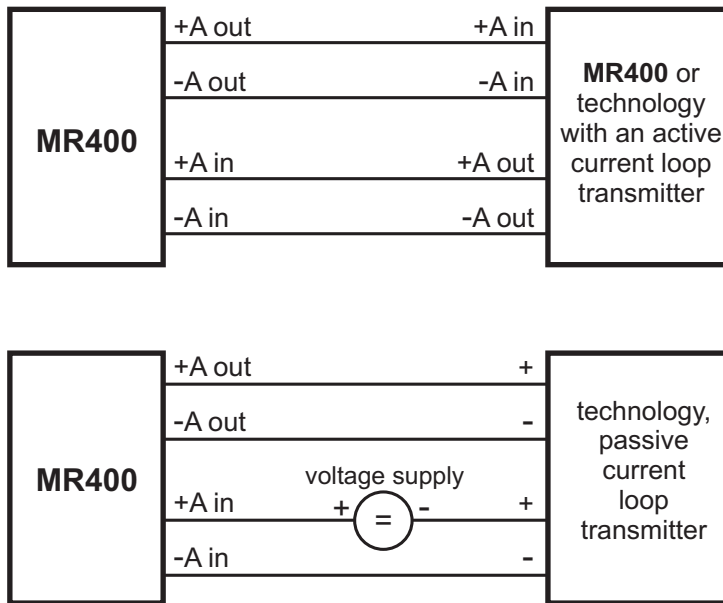 +A out +A in
-A out -A in
MR400
+A in +A out
-A in -A out
MR400 or
technology
with an active
current loop
transmitter
+A out +
-A out -
MR400
voltage supply
+A in + = - +
-A in -
technology,
passive
current
loop
transmitter